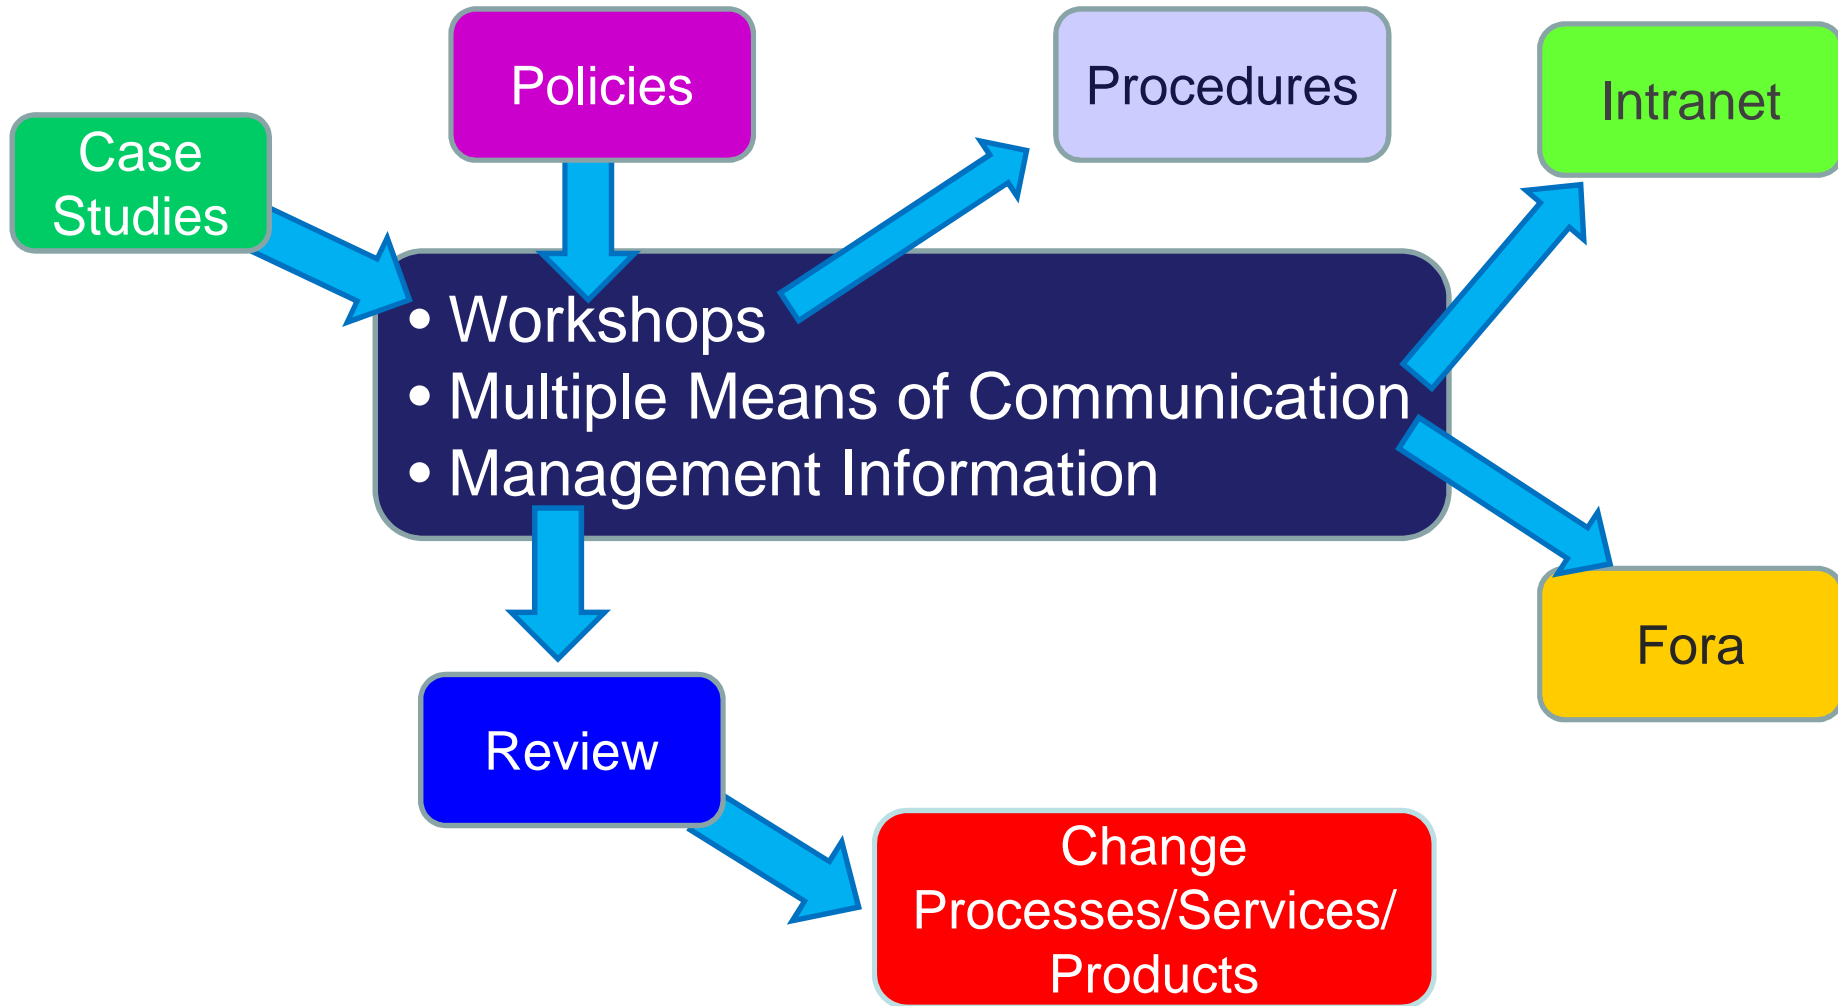 Policies
Procedures
Intranet
Case
Studies
• Workshops
• Multiple Means of Communication
• Management Information
Fora
Review
Change
Processes/Services/
Products